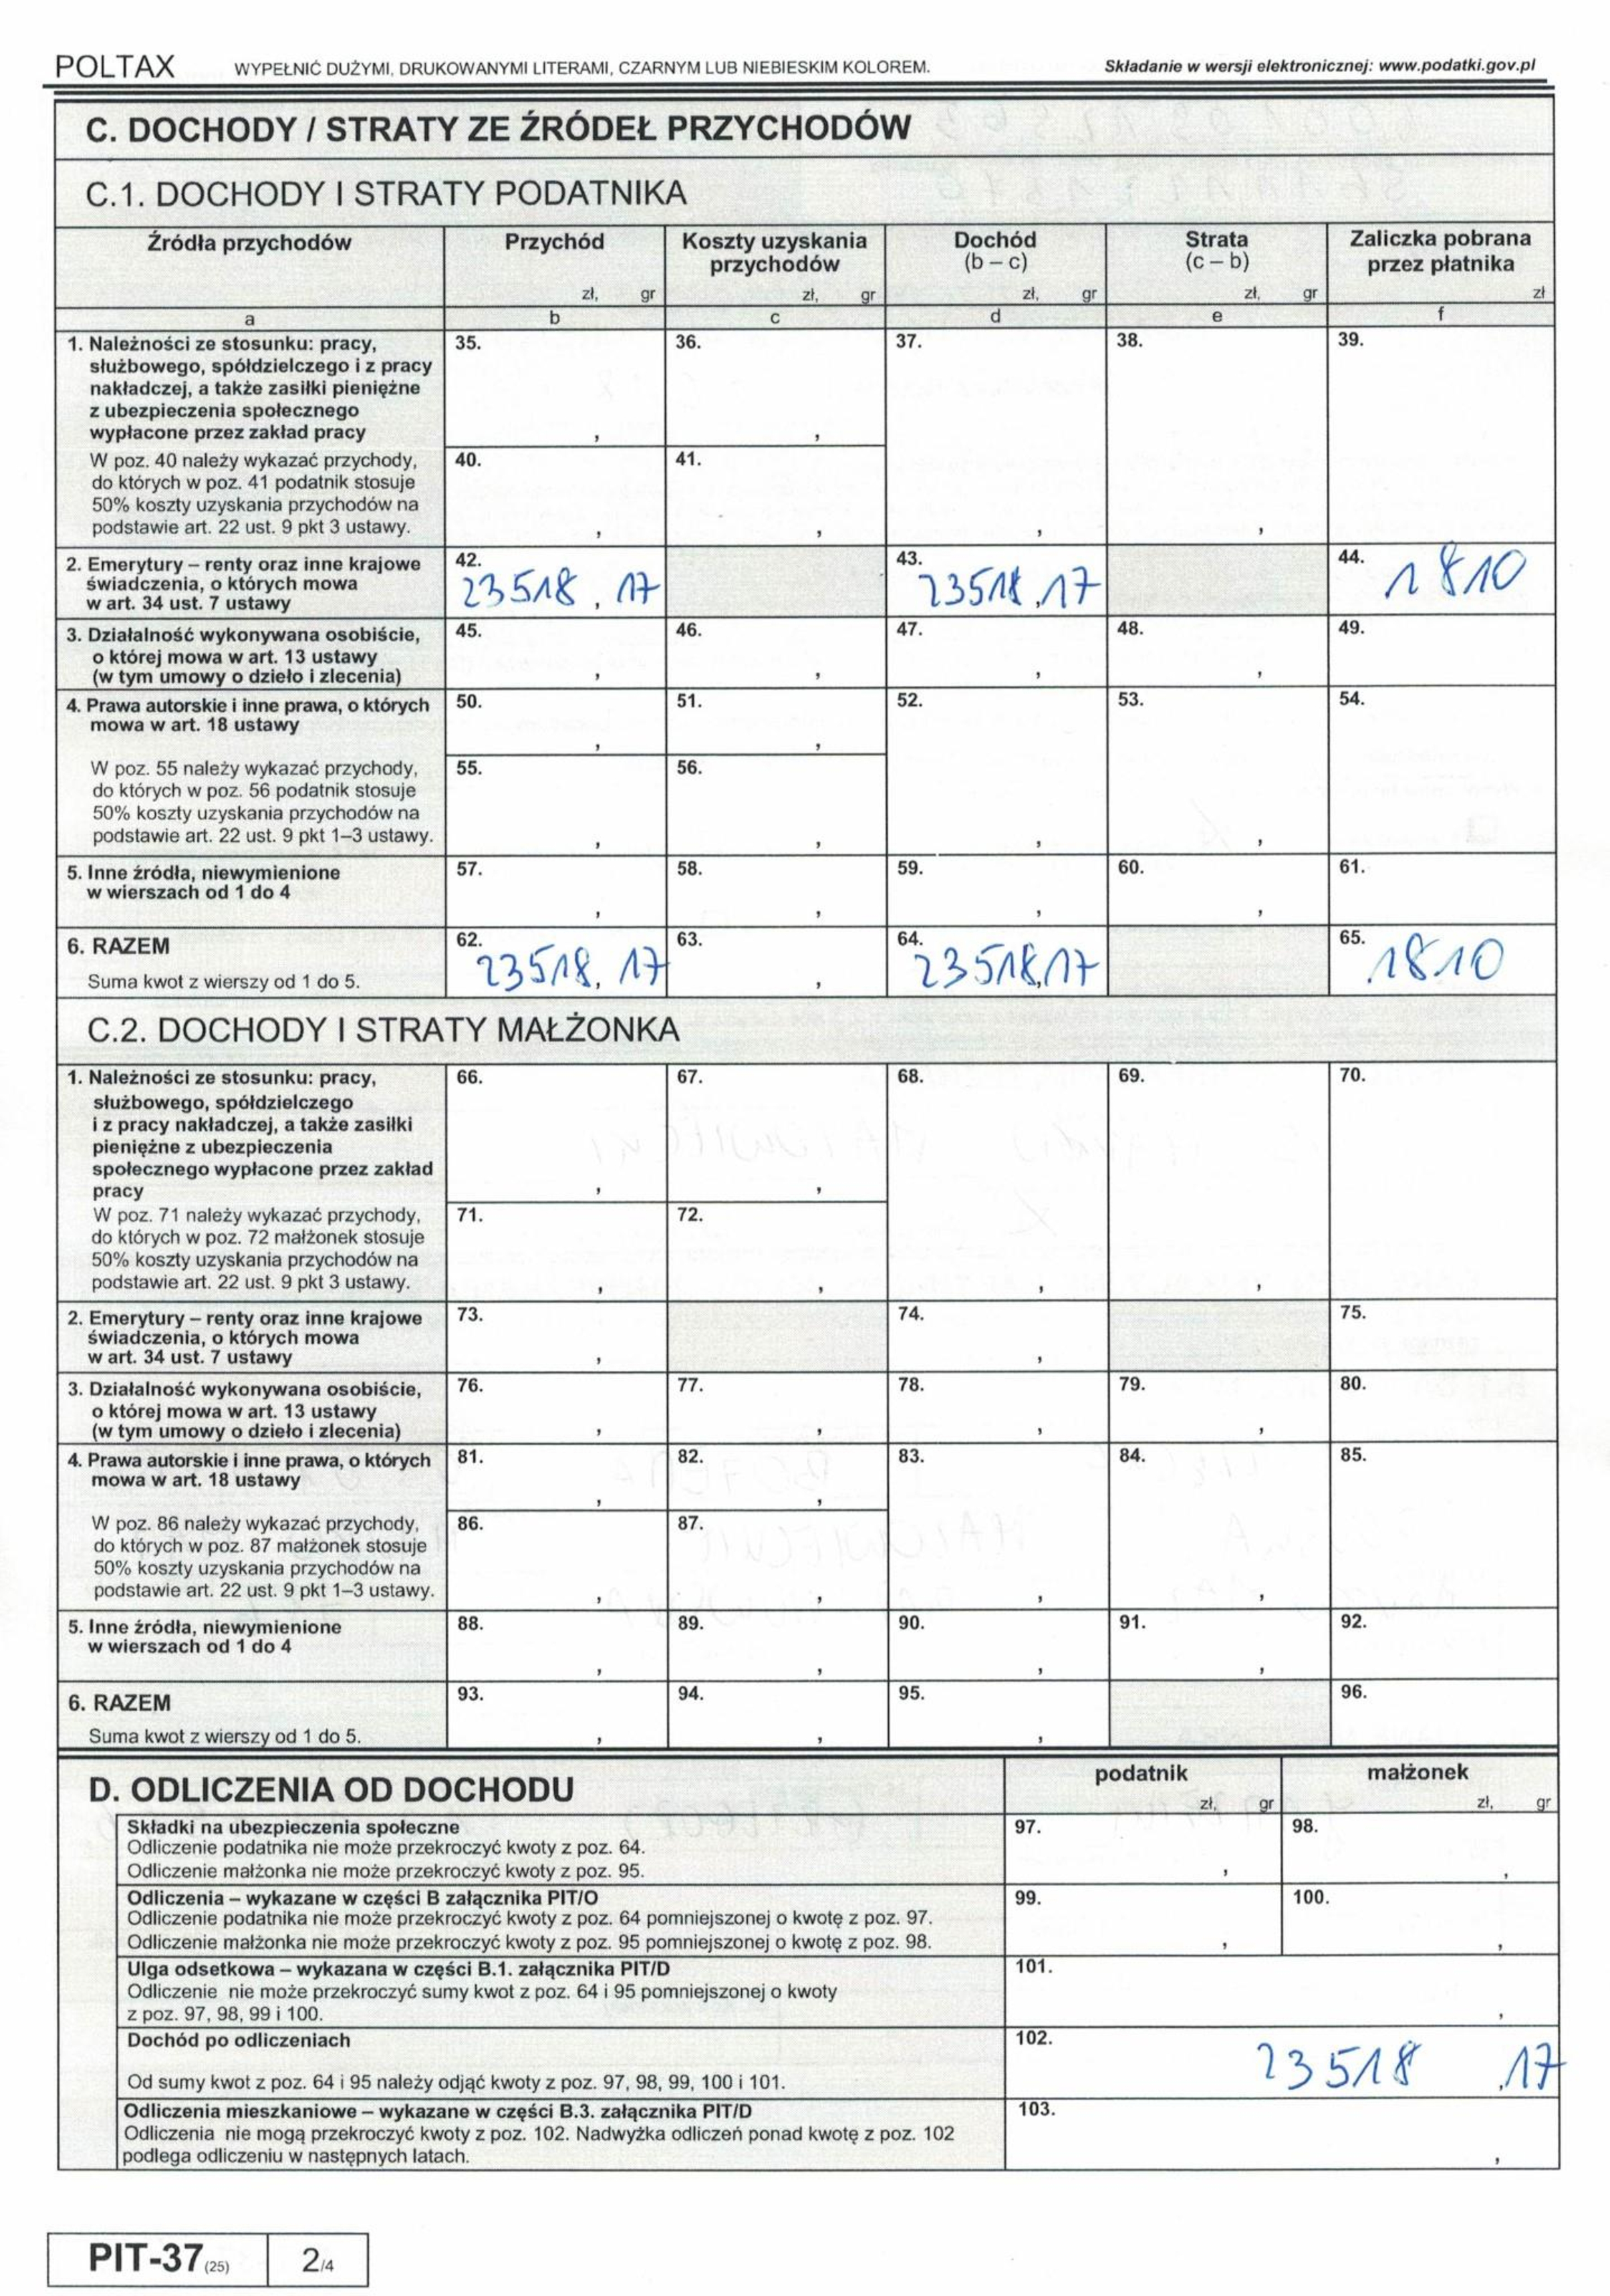 POLTAX WYPEŁNIĆ DUŻYMI, DRUKOWANYMI LITERAMI, CZARNYM LUB NIEBIESKIM KOLOREM. Składanie w wersji elektronicznej: www.podatki.gov.pl
C. DOCHODY / STRATY ZE ŹRÓDEŁ PRZYCHODÓW
C.1. DOCHODY I STRATY PODATNIKA
Źródła przychodów Przychód Koszty uzyskania przychodów Dochód (b – c) Strata (c – b) Zaliczka pobrana przez płatnika
zł, gr zł, gr zł, gr zł, gr zł
a b c d e f
1. Należności ze stosunku: pracy, 35. 36. 37. 38. 39.
służbowego, spółdzielczego i z pracy
nakładczej, a także zasiłki pieniężne
z ubezpieczenia społecznego
wypłacone przez zakład pracy , ,
W poz. 40 należy wykazać przychody, 40. 41.
do których w poz. 41 podatnik stosuje
50% koszty uzyskania przychodów na
podstawie art. 22 ust. 9 pkt 3 ustawy. , , , ,
2. Emerytury – renty oraz inne krajowe 42. 43. 44.
świadczenia, o których mowa 23518, 17 23518,17 1810
w art. 34 ust. 7 ustawy
3. Działalność wykonywana osobiście, 45. 46. 47. 48. 49.
o której mowa w art. 13 ustawy
(w tym umowy o dzieło i zlecenia) , , , ,
4. Prawa autorskie i inne prawa, o których 50. 51. 52. 53. 54.
mowa w art. 18 ustawy , ,
W poz. 55 należy wykazać przychody, 55. 56.
do których w poz. 56 podatnik stosuje
50% koszty uzyskania przychodów na
podstawie art. 22 ust. 9 pkt 1–3 ustawy. , , , ,
5. Inne źródła, niewymienione 57. 58. 59. 60. 61.
w wierszach od 1 do 4 , , , ,
6. RAZEM 62. 63. 64. 65.
Suma kwot z wierszy od 1 do 5. 23518, 17 , 23518,17 1810
C.2. DOCHODY I STRATY MAŁŻONKA
1. Należności ze stosunku: pracy, 66. 67. 68. 69. 70.
służbowego, spółdzielczego
i z pracy nakładczej, a także zasiłki
pieniężne z ubezpieczenia
społecznego wypłacone przez zakład
pracy , ,
W poz. 71 należy wykazać przychody, 71. 72.
do których w poz. 72 małżonek stosuje
50% koszty uzyskania przychodów na
podstawie art. 22 ust. 9 pkt 3 ustawy. , , , ,
2. Emerytury – renty oraz inne krajowe 73. 74. 75.
świadczenia, o których mowa
w art. 34 ust. 7 ustawy , ,
3. Działalność wykonywana osobiście, 76. 77. 78. 79. 80.
o której mowa w art. 13 ustawy
(w tym umowy o dzieło i zlecenia) , , , ,
4. Prawa autorskie i inne prawa, o których 81. 82. 83. 84. 85.
mowa w art. 18 ustawy , ,
W poz. 86 należy wykazać przychody, 86. 87.
do których w poz. 87 małżonek stosuje
50% koszty uzyskania przychodów na
podstawie art. 22 ust. 9 pkt 1–3 ustawy. , , , ,
5. Inne źródła, niewymienione 88. 89. 90. 91. 92.
w wierszach od 1 do 4 , , , ,
6. RAZEM 93. 94. 95. 96.
Suma kwot z wierszy od 1 do 5. , , ,
D. ODLICZENIA OD DOCHODU podatnik małżonek
zł, gr zł, gr
Składki na ubezpieczenia społeczne 97. 98.
Odliczenie podatnika nie może przekroczyć kwoty z poz. 64.
Odliczenie małżonka nie może przekroczyć kwoty z poz. 95. , ,
Odliczenia – wykazane w części B załącznika PIT/O 99. 100.
Odliczenie podatnika nie może przekroczyć kwoty z poz. 64 pomniejszonej o kwotę z poz. 97.
Odliczenie małżonka nie może przekroczyć kwoty z poz. 95 pomniejszonej o kwotę z poz. 98. , ,
Ulga odsetkowa – wykazana w części B.1. załącznika PIT/D 101.
Odliczenie nie może przekroczyć sumy kwot z poz. 64 i 95 pomniejszonej o kwoty
z poz. 97, 98, 99 i 100. ,
Dochód po odliczeniach 102.
23518 ,17
Od sumy kwot z poz. 64 i 95 należy odjąć kwoty z poz. 97, 98, 99, 100 i 101.
Odliczenia mieszkaniowe – wykazane w części B.3. załącznika PIT/D 103.
Odliczenia nie mogą przekroczyć kwoty z poz. 102. Nadwyżka odliczeń ponad kwotę z poz. 102
podlega odliczeniu w następnych latach. ,
PIT-37 (25) 2/4